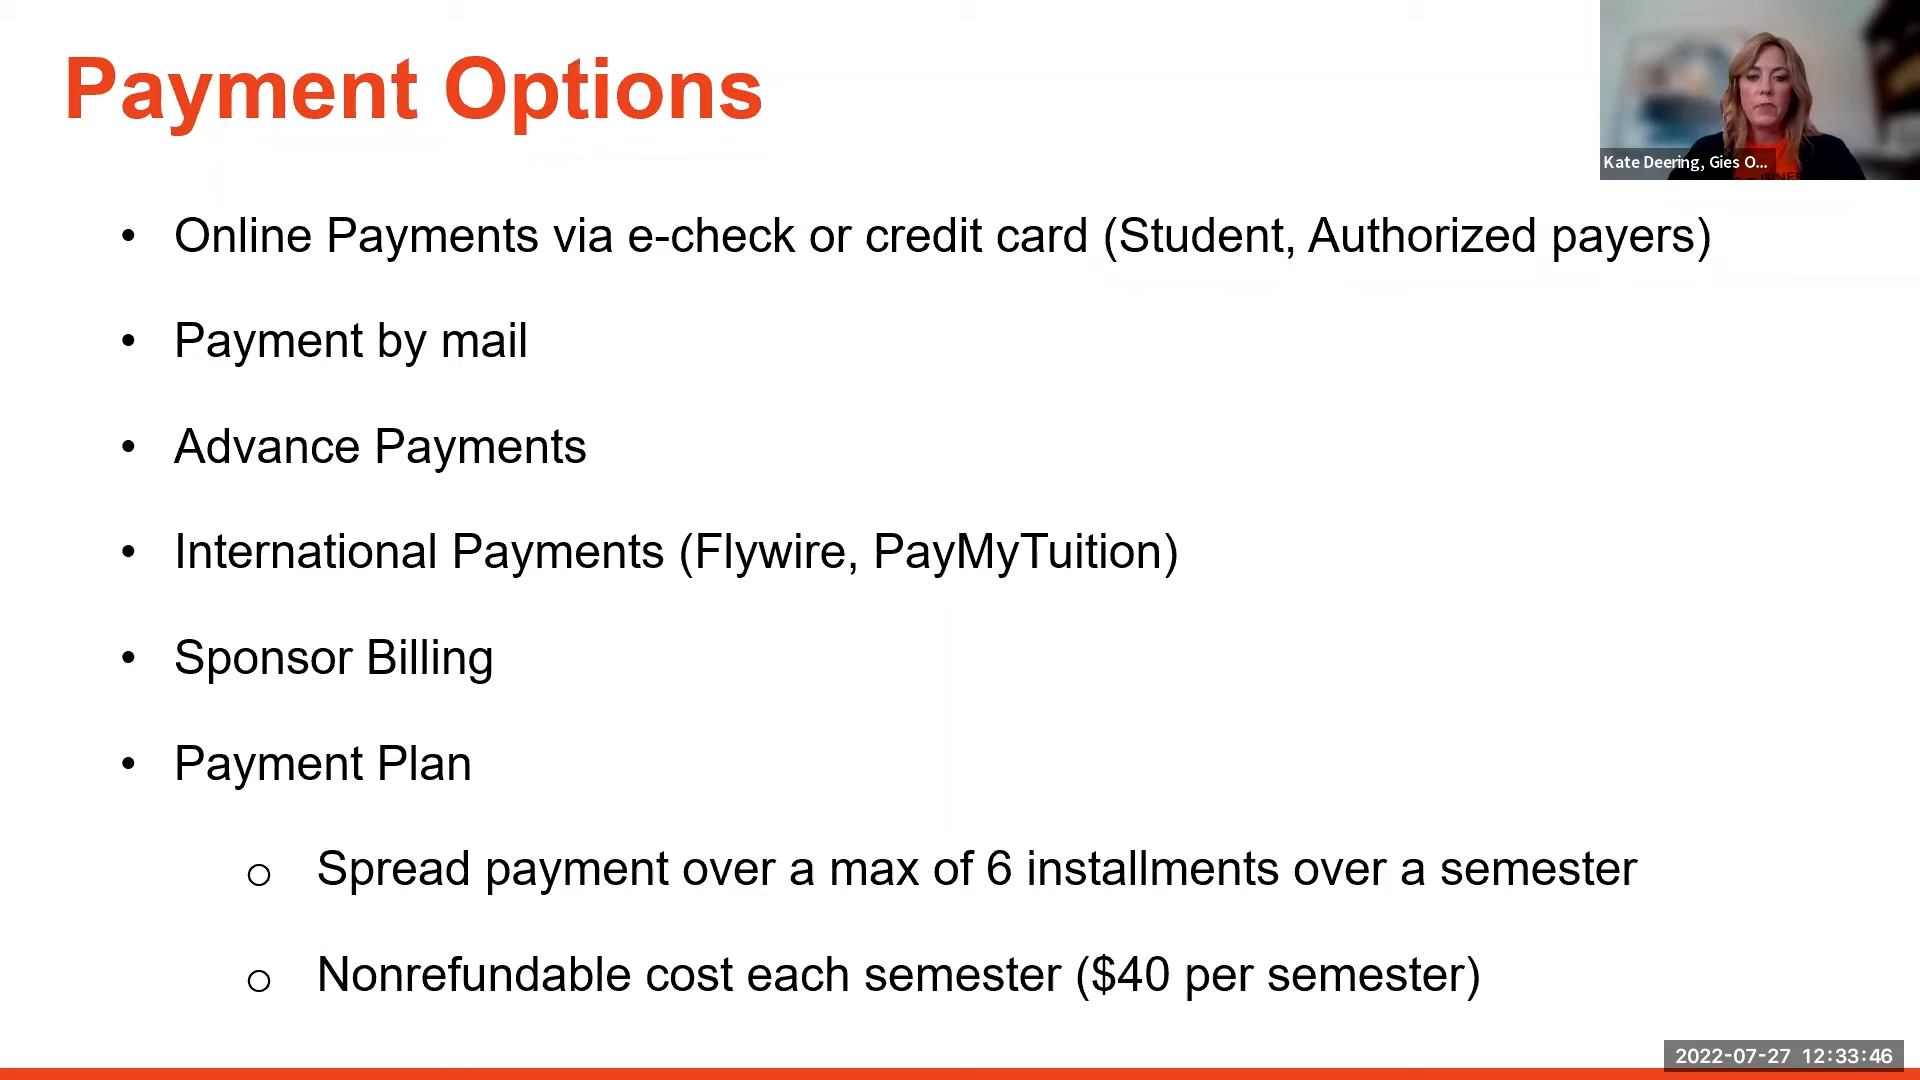 Payment Options
Kate Deering, Gies O...
• Online Payments via e-check or credit card (Student, Authorized payers)
• Payment by mail
• Advance Payments
• International Payments (Flywire, PayMyTuition)
• Sponsor Billing
• Payment Plan
o Spread payment over a max of 6 installments over a semester
o Nonrefundable cost each semester ($40 per semester)
2022-07-27 12:33:46